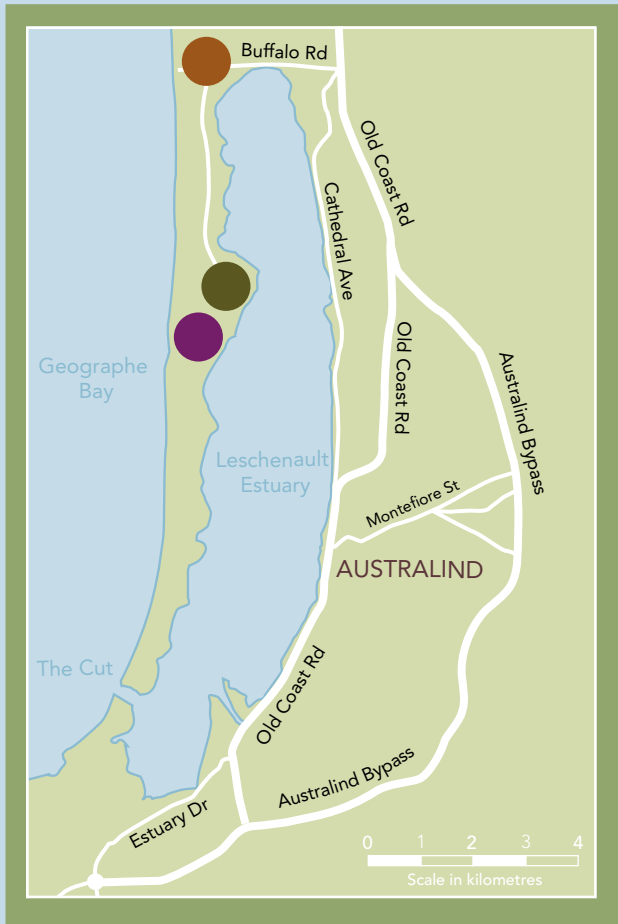 Buffalo Rd
Old Coast Rd
Cathedral Ave
Old Coast Rd
Australind Bypass
Geographe
Bay
Leschenault
Estuary
Montefiore St
AUSTRALIND
The Cut
Old Coast Rd
Australind Bypass
Estuary Dr
0 1 2 3 4
Scale in kilometres